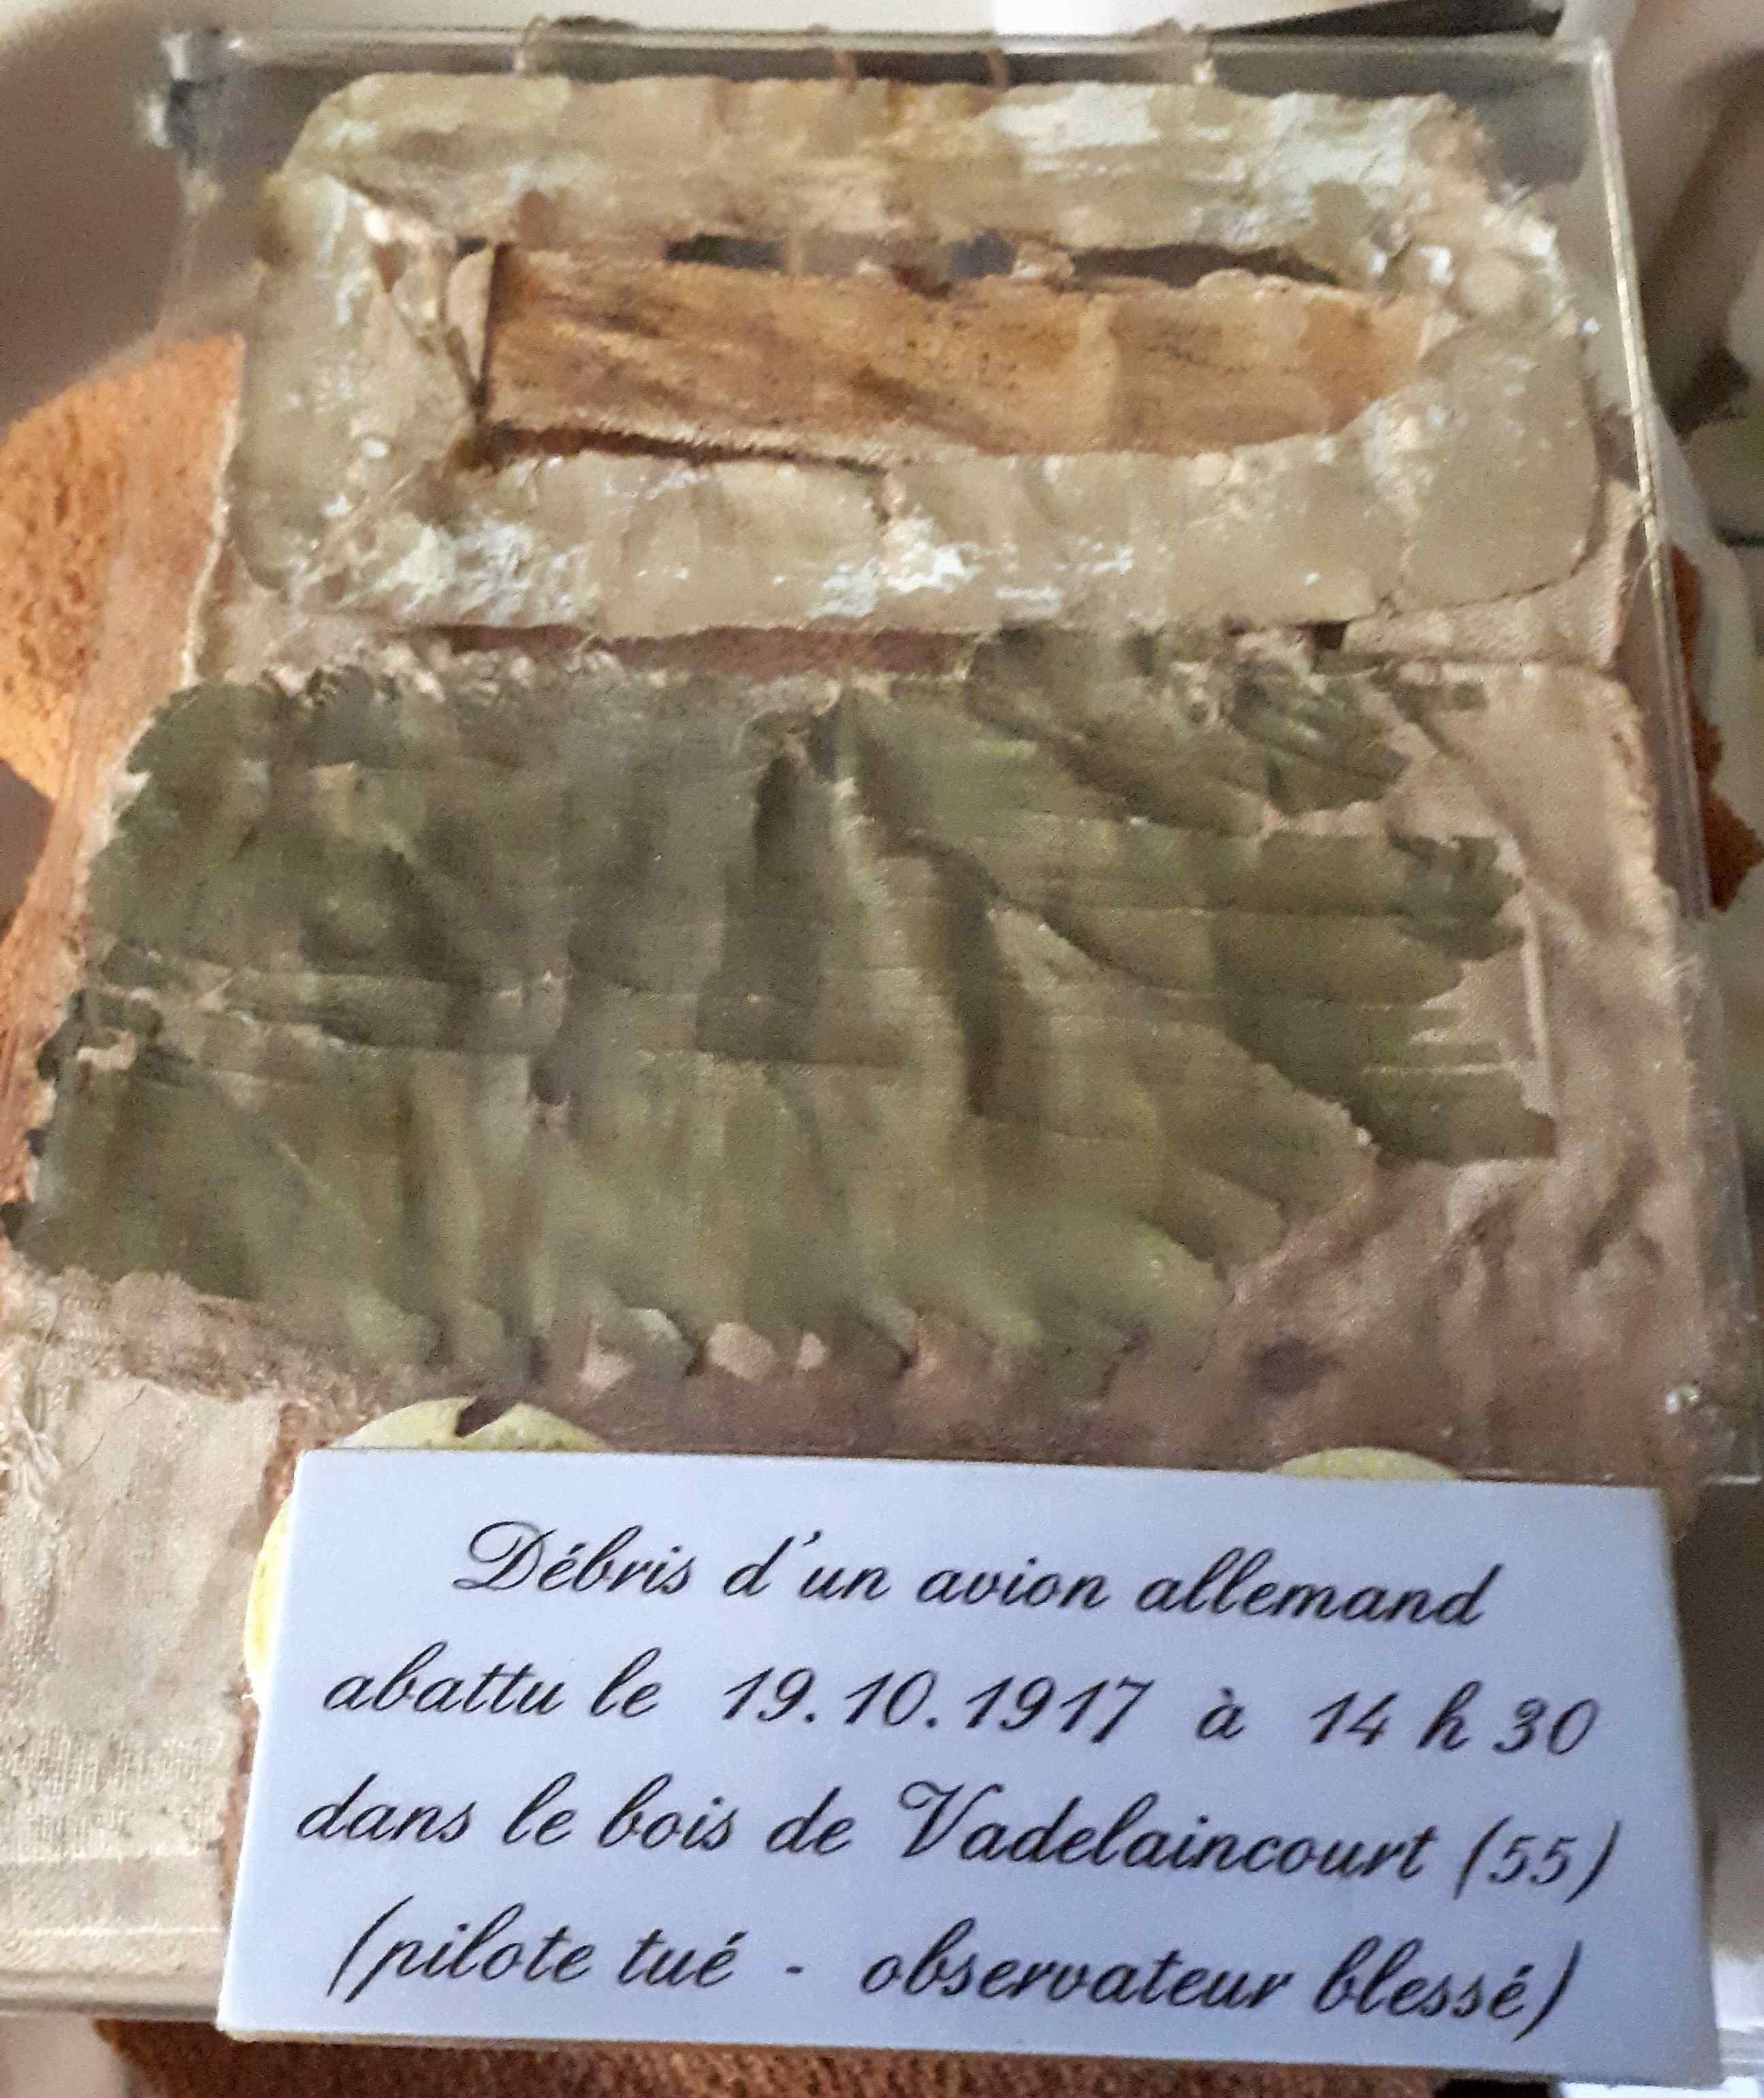 Débris d'un avion allemand
abattu le 19.10.1917 à 14 h 30
dans le bois de Vadelaincourt (55)
(pilote tué - observateur blessé)